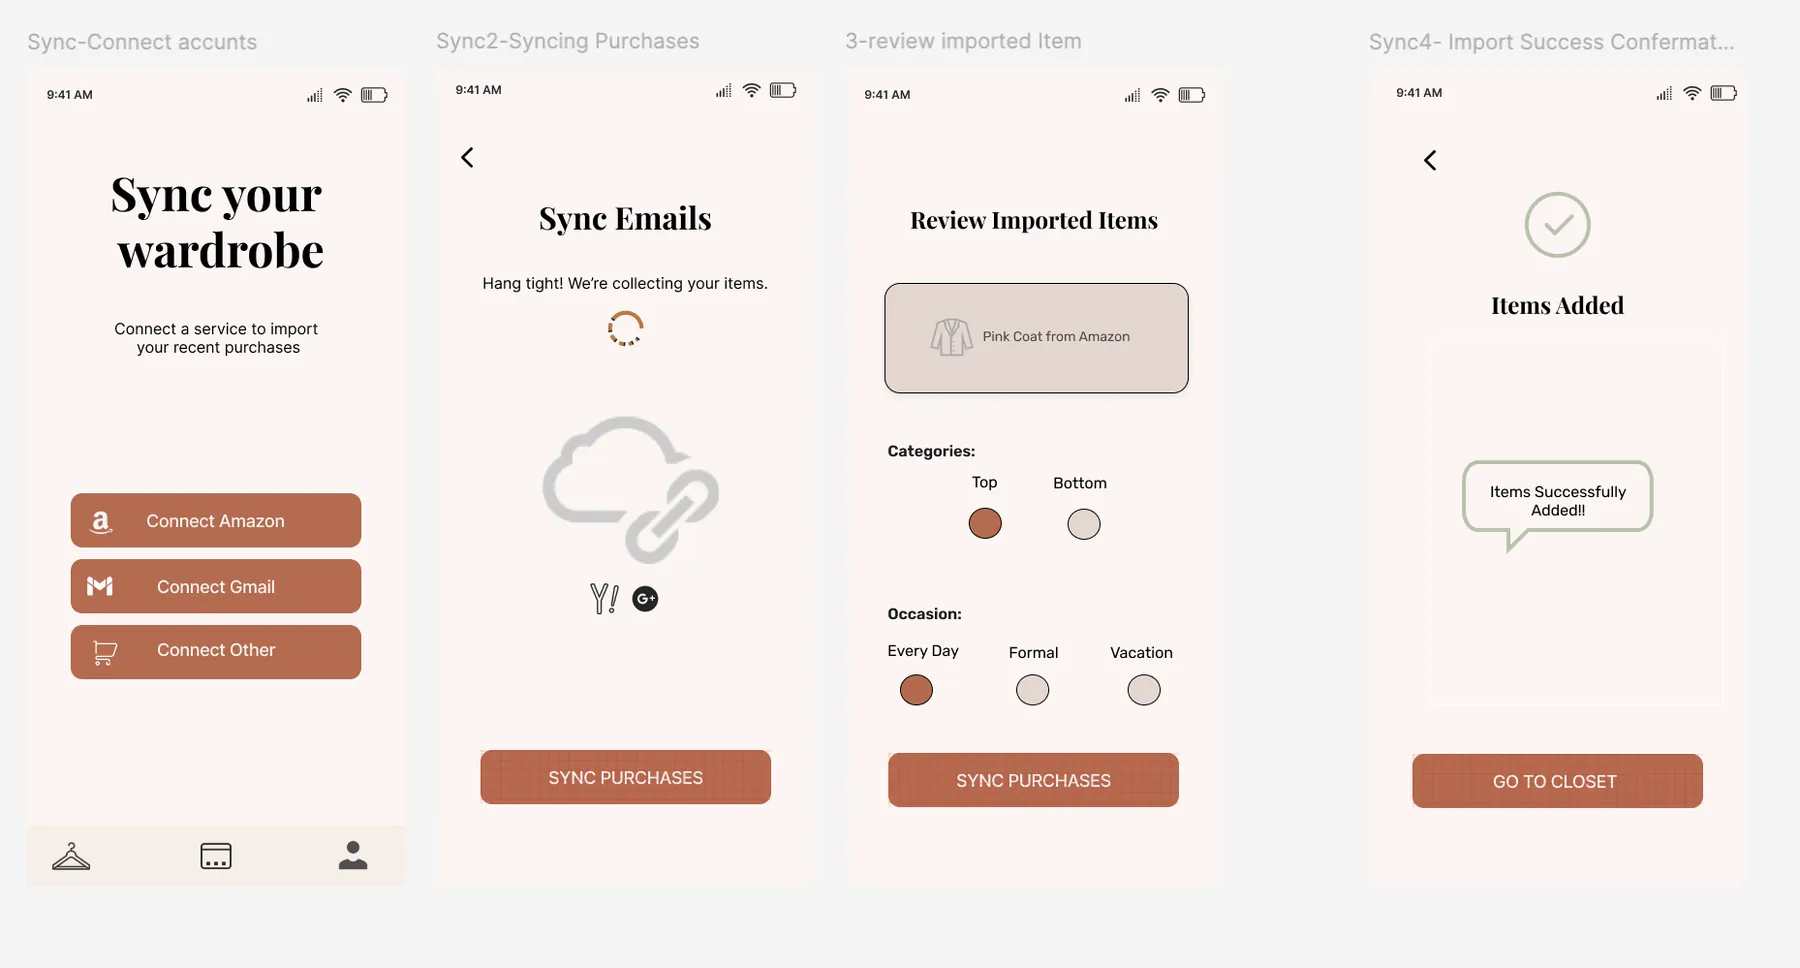 Sync-Connect accunts
9:41 AM
Sync your
wardrobe
Connect a service to import
your recent purchases
Connect Amazon
Connect Gmail
Connect Other
Sync2-Syncing Purchases
9:41 AM
Sync Emails
Hang tight! We’re collecting your items.
Y! G+
SYNC PURCHASES
3-review imported Item
9:41 AM
Review Imported Items
Pink Coat from Amazon
Categories:
Top Bottom
Occasion:
Every Day Formal Vacation
SYNC PURCHASES
Sync4- Import Success Confermat...
9:41 AM
Items Added
Items Successfully
Added!!
GO TO CLOSET